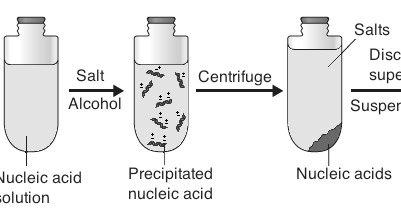 Salt
Alcohol
Centrifuge
Salts
Nucleic acid
Precipitated
nucleic acid
Nucleic acids